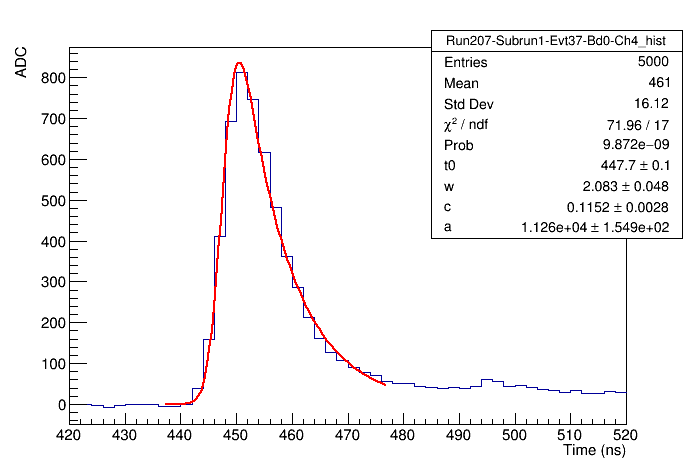 Run207-Subrun1-Evt37-Bd0-Ch4_hist
Entries 5000
Mean 461
Std Dev 16.12
χ² / ndf 71.96 / 17
Prob 9.872e−09
t0 447.7 ± 0.1
w 2.083 ± 0.048
c 0.1152 ± 0.0028
a 1.126e+04 ± 1.549e+02
ADC
800
700
600
500
400
300
200
100
0
420 430 440 450 460 470 480 490 500 510 520
Time (ns)